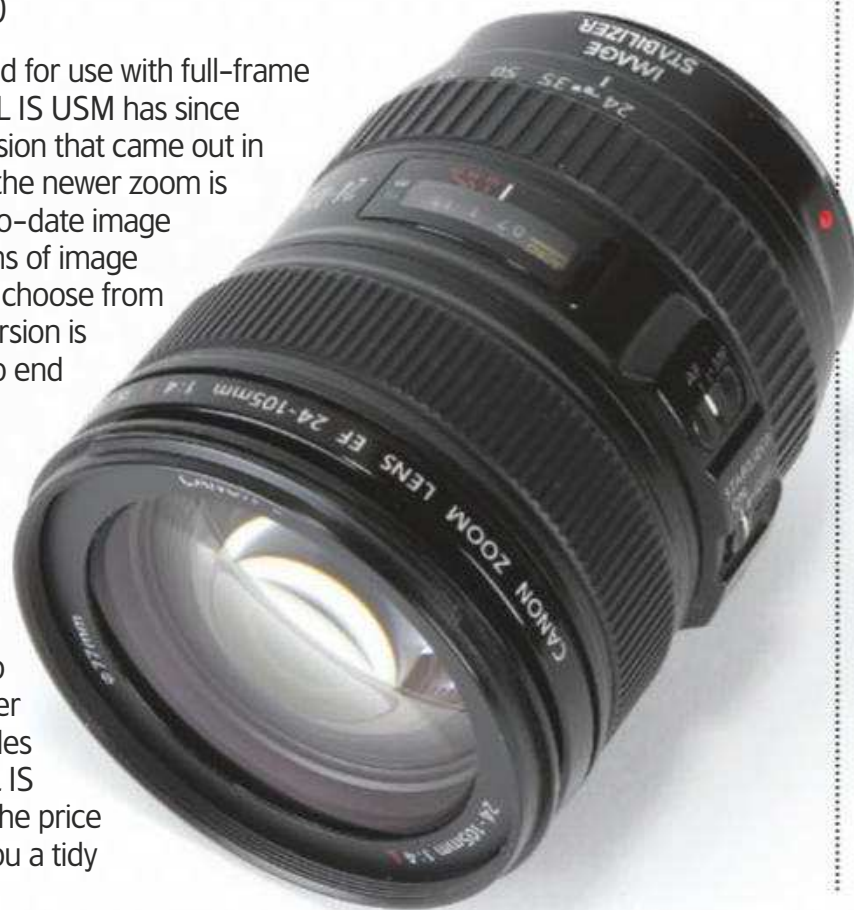 d for use with full-frame
L IS USM has since
sion that came out in
the newer zoom is
o-date image
ns of image
choose from
rsion is
o end
er
les
IS
he price
ou a tidy
IMAGE
STABILIZER
24 35 50
CANON ZOOM LENS EF 24-105mm 1:4
ø77mm
24-105mm 1:4 L